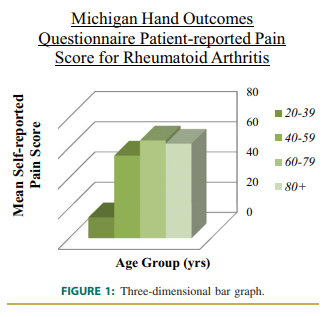 Michigan Hand Outcomes
Questionnaire Patient-reported Pain
Score for Rheumatoid Arthritis
Mean Self-reported
Pain Score
80
60
40
20
0
20-39
40-59
60-79
80+
Age Group (yrs)
FIGURE 1: Three-dimensional bar graph.